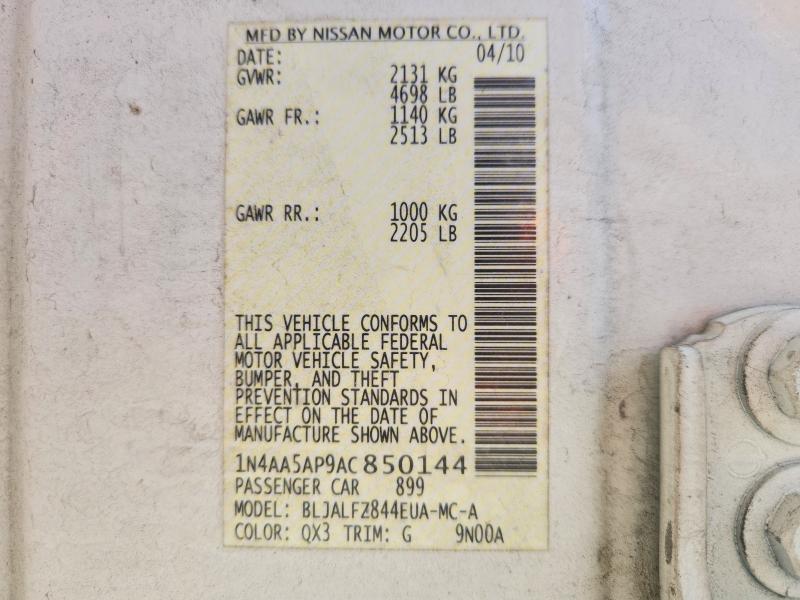 MFD BY NISSAN MOTOR CO., LTD.
DATE: 04/10
GVWR: 2131 KG
4698 LB
GAWR FR.: 1140 KG
2513 LB
GAWR RR.: 1000 KG
2205 LB
THIS VEHICLE CONFORMS TO
ALL APPLICABLE FEDERAL
MOTOR VEHICLE SAFETY,
BUMPER, AND THEFT
PREVENTION STANDARDS IN
EFFECT ON THE DATE OF
MANUFACTURE SHOWN ABOVE.
1N4AA5AP9AC850144
PASSENGER CAR 899
MODEL: BLJALFZ844EUA-MC-A
COLOR: QX3 TRIM: G 9N00A